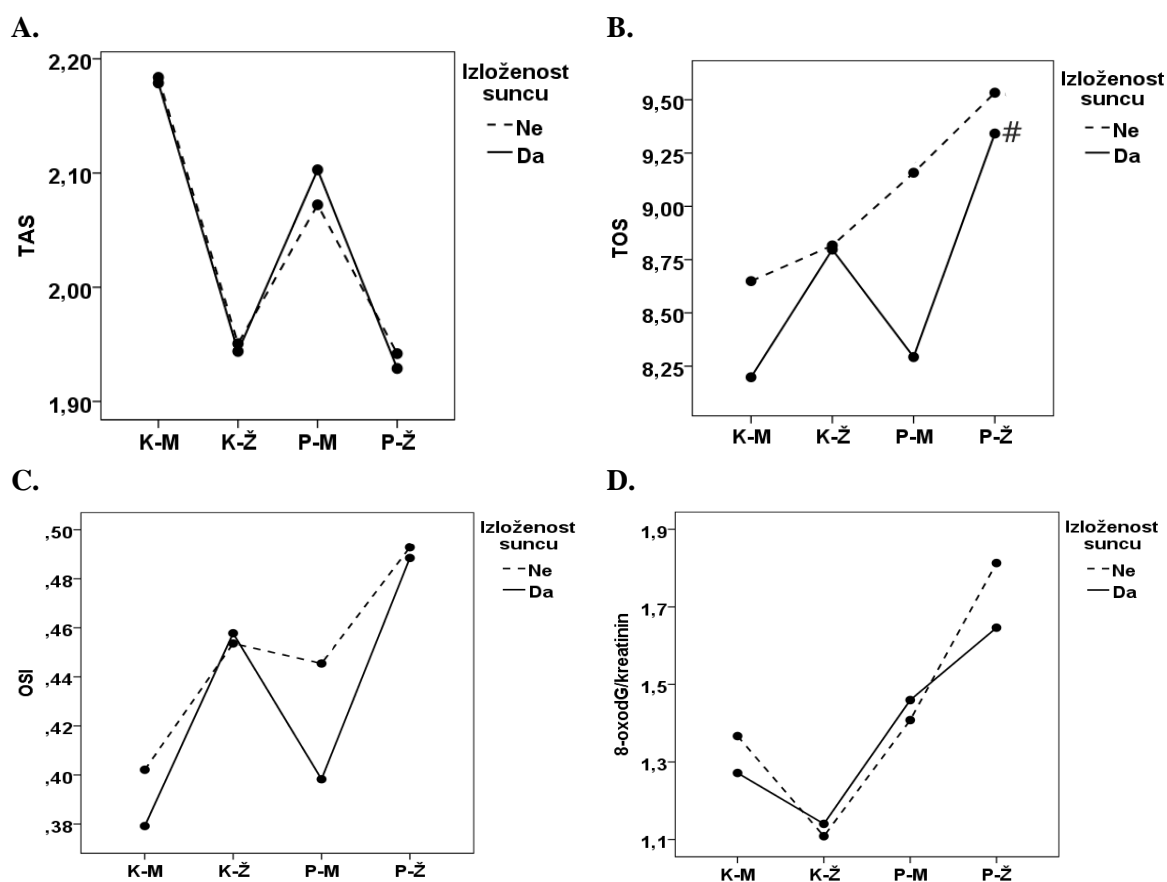 A.
2,20
2,10
2,00
1,90
TAS
K-M K-Ž P-M P-Ž
Izloženost
suncu
Ne
Da
B.
9,50
9,25
9,00
8,75
8,50
8,25
TOS
#
K-M K-Ž P-M P-Ž
Izloženost
suncu
Ne
Da
C.
,50
,48
,46
,44
,42
,40
,38
OSI
K-M K-Ž P-M P-Ž
Izloženost
suncu
Ne
Da
D.
1,9
1,7
1,5
1,3
1,1
8-oxodG/kreatinin
K-M K-Ž P-M P-Ž
Izloženost
suncu
Ne
Da